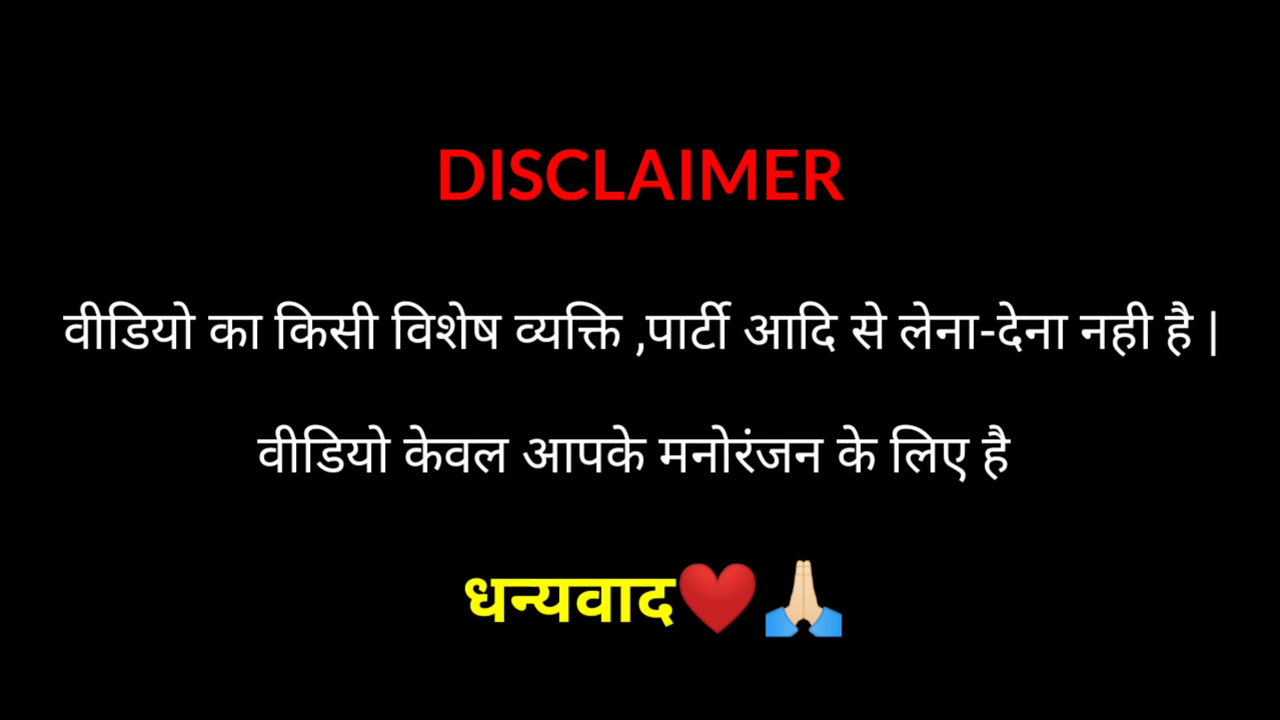 DISCLAIMER
वीडियो का किसी विशेष व्यक्ति ,पार्टी आदि से लेना-देना नही है |
वीडियो केवल आपके मनोरंजन के लिए है
धन्यवाद❤️🙏🏻